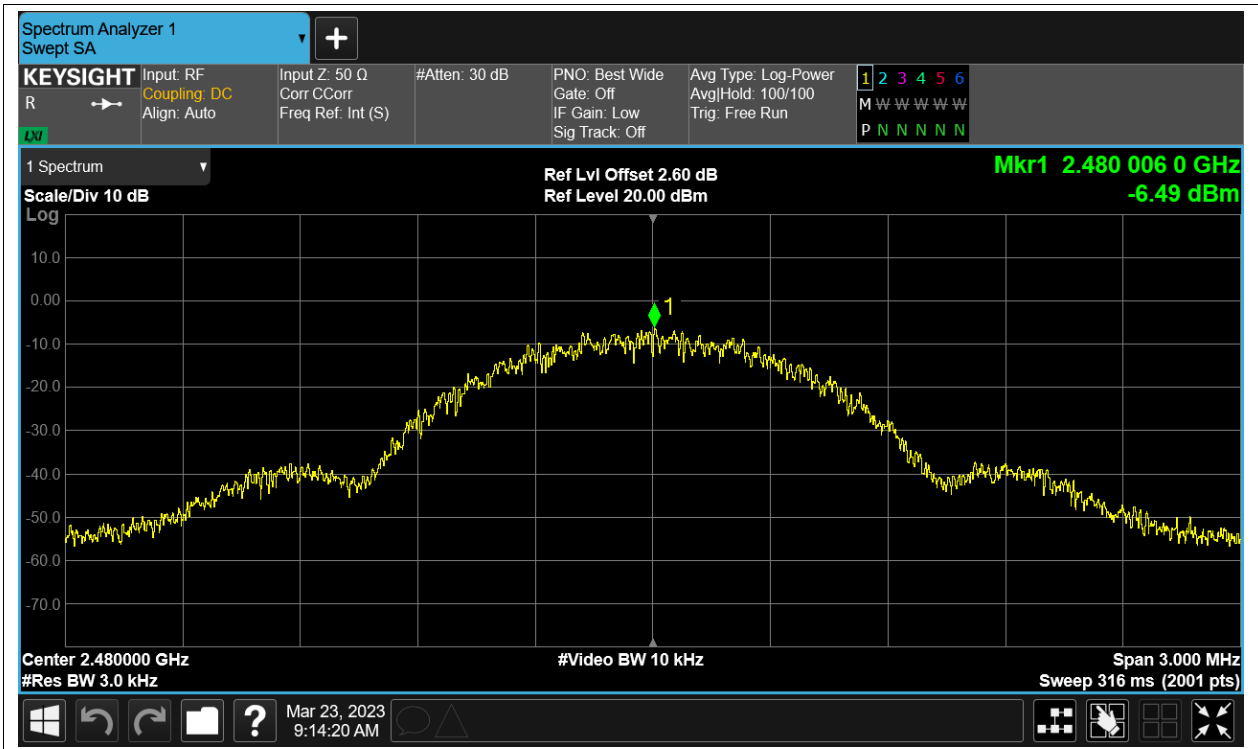 Spectrum Analyzer 1
Swept SA
KEYSIGHT
R
LXI
Input: RF
Coupling: DC
Align: Auto
Input Z: 50 Ω
Corr CCorr
Freq Ref: Int (S)
#Atten: 30 dB
PNO: Best Wide
Gate: Off
IF Gain: Low
Sig Track: Off
Avg Type: Log-Power
Avg|Hold: 100/100
Trig: Free Run
1 2 3 4 5 6
M W W W W W
P N N N N N
1 Spectrum
Scale/Div 10 dB
Log
Ref Lvl Offset 2.60 dB
Ref Level 20.00 dBm
Mkr1 2.480 006 0 GHz
-6.49 dBm
10.0
0.00
1
-10.0
-20.0
-30.0
-40.0
-50.0
-60.0
-70.0
Center 2.480000 GHz
#Video BW 10 kHz
Span 3.000 MHz
#Res BW 3.0 kHz
Sweep 316 ms (2001 pts)
?
Mar 23, 2023
9:14:20 AM